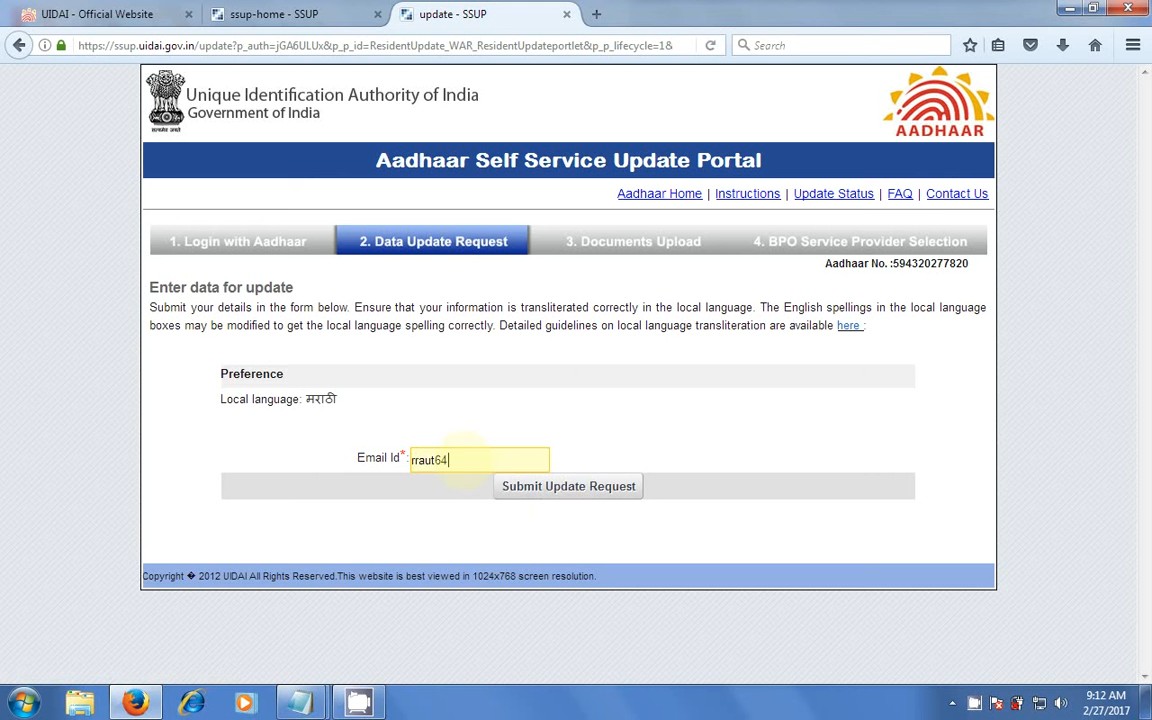 UIDAI - Official Website
ssup-home - SSUP
update - SSUP
https://ssup.uidai.gov.in/update?p_auth=jGA6ULUx&p_p_id=ResidentUpdate_WAR_ResidentUpdateportlet&p_p_lifecycle=1&
Search
Unique Identification Authority of India
Government of India
AADHAAR
Aadhaar Self Service Update Portal
Aadhaar Home | Instructions | Update Status | FAQ | Contact Us
1. Login with Aadhaar
2. Data Update Request
3. Documents Upload
4. BPO Service Provider Selection
Aadhaar No. :594320277820
Enter data for update
Submit your details in the form below. Ensure that your information is transliterated correctly in the local language. The English spellings in the local language
boxes may be modified to get the local language spelling correctly. Detailed guidelines on local language transliteration are available here :
Preference
Local language: मराठी
Email Id*: rraut64
Submit Update Request
Copyright � 2012 UIDAI All Rights Reserved.This website is best viewed in 1024x768 screen resolution.
9:12 AM
2/27/2017